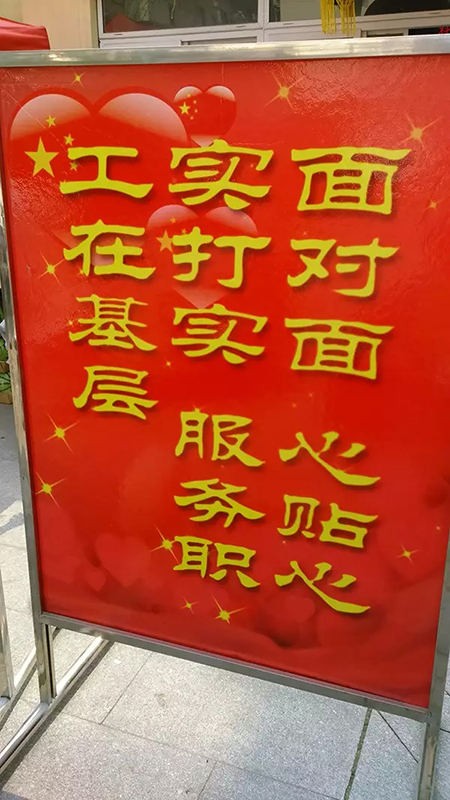 面对面 心贴心
实打实 服务职
工在基层